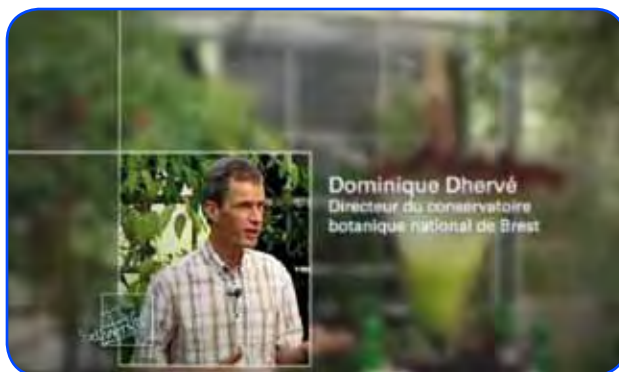 Dominique Dhervé
Directeur du conservatoire
botanique national de Brest